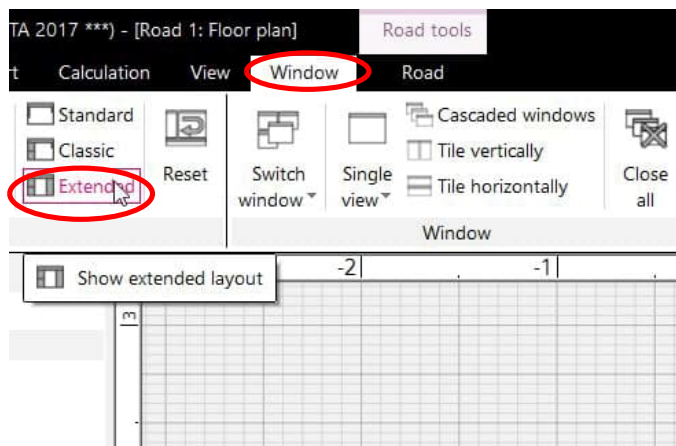 TA 2017 ***) - [Road 1: Floor plan]
Road tools
rt Calculation View Window Road
Standard
Classic
Extended
Reset
Switch
window
Single
view
Cascaded windows
Tile vertically
Tile horizontally
Close
all
Window
Show extended layout
-2 -1
3